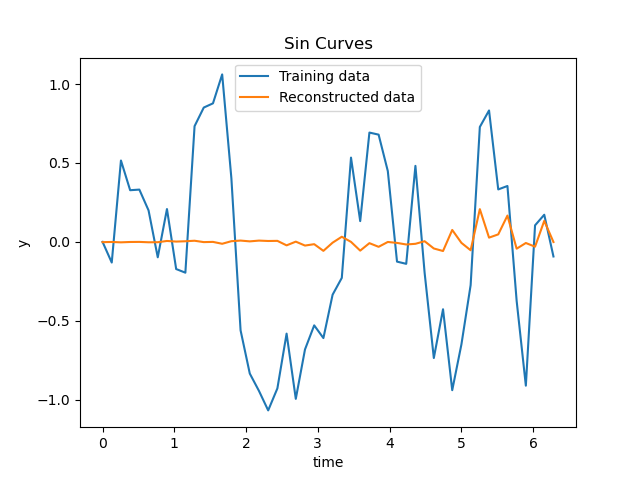 Sin Curves
Training data
Reconstructed data
1.0
0.5
0.0
−0.5
−1.0
y
0 1 2 3 4 5 6
time